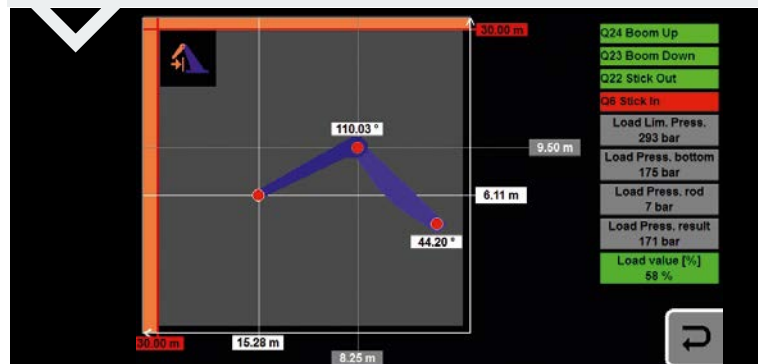 30.00 m
110.03 °
9.50 m
6.11 m
44.20 °
30.00 m
15.28 m
8.25 m
Q24 Boom Up
Q23 Boom Down
Q22 Stick Out
Q6 Stick In
Load Lim. Press.
293 bar
Load Press. bottom
175 bar
Load Press. rod
7 bar
Load Press. result
171 bar
Load value [%]
58 %